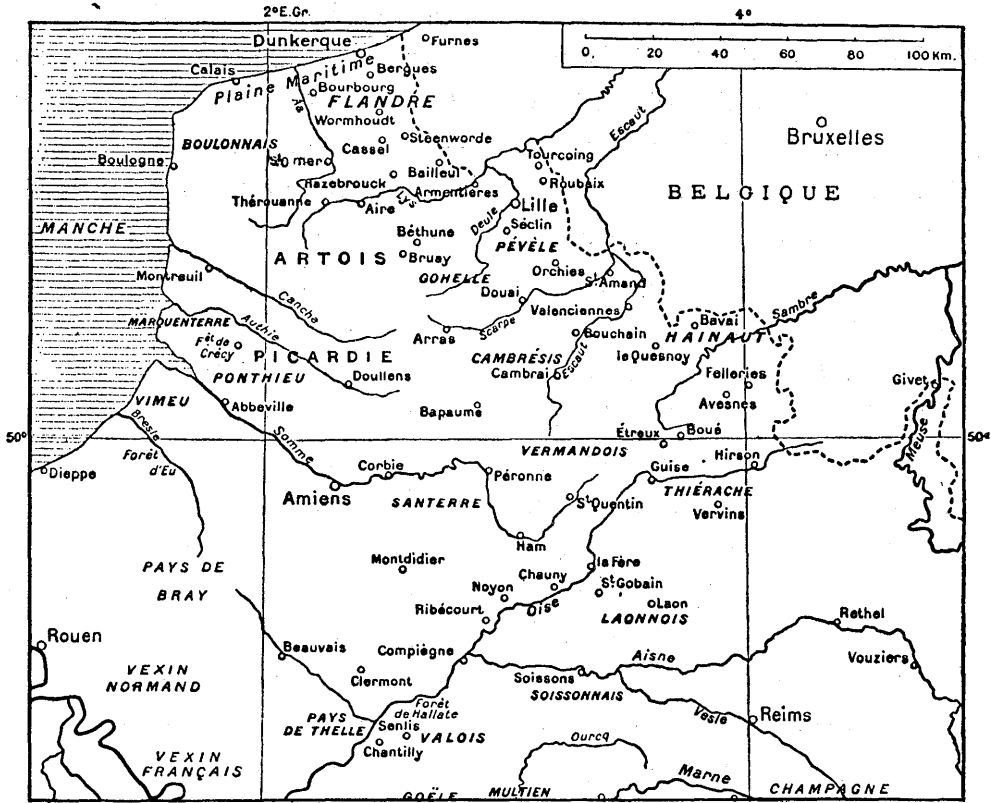 2° E.Gr.
4°
0
20
40
60
80
100 Km.
Dunkerque
Furnes
Calais
Plaine Maritime
Bergues
Bourbourg
FLANDRE
Aa
Wormhoudt
Escaut
Bruxelles
BOULONNAIS
Steenworde
Cassel
Boulogne
St Omer
Tourcoing
Bailleul
Hazebrouck
Armentières
Roubaix
BELGIQUE
Thérouanne
Aire
Lys
Lille
Deule
Séclin
MANCHE
Béthune
PÉVÈLE
ARTOIS
Bruay
Orchies
GOHELLE
St Amand
Montreuil
Douai
Canche
Valenciennes
Sambre
MARQUENTERRE
Authie
Arras
Scarpe
Bouchain
Bavai
HAINAUT
Fêt de
Crécy
PICARDIE
CAMBRÉSIS
le Quesnoy
PONTHIEU
Doullens
Cambrai
Escaut
Felleries
Givet
VIMEU
Abbeville
Bapaume
Avesnes
Bresle
50°
Somme
Étreux
Boué
50°
Meuse
Forêt
d'Eu
VERMANDOIS
Hirson
Dieppe
Corbie
Péronne
Guise
Amiens
SANTERRE
St Quentin
THIÉRACHE
Vervins
Ham
PAYS DE
BRAY
Montdidier
la Fère
Chauny
St Gobain
Noyon
Oise
Laon
Ribécourt
LAONNOIS
Rethel
Rouen
Beauvais
Compiègne
Aisne
Vouziers
VEXIN
NORMAND
Clermont
Soissons
SOISSONNAIS
Forêt
de Hallate
PAYS
DE THELLE
Vesle
Reims
Senlis
VALOIS
Chantilly
Ourcq
VEXIN
FRANÇAIS
Marne
GOËLE
MULTIEN
CHAMPAGNE